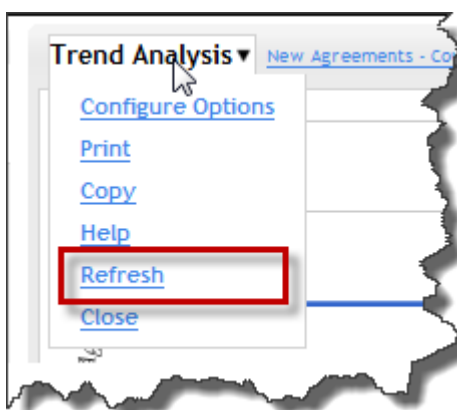 Trend Analysis▾ New Agreements - Co
Configure Options
Print
Copy
Help
Refresh
Close